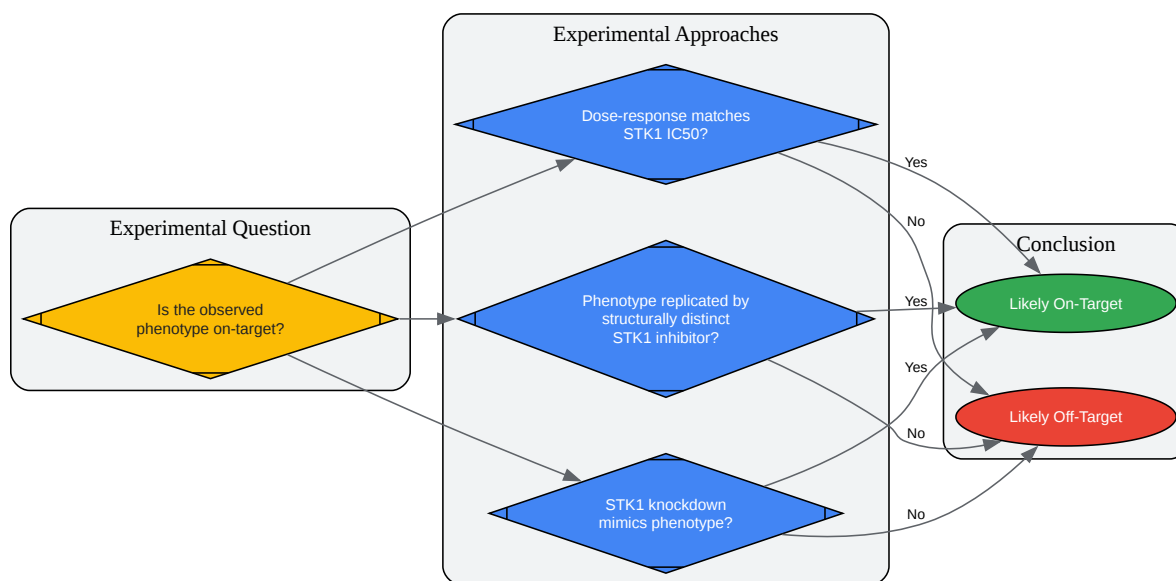 Experimental Question
Is the observed
phenotype on-target?
Experimental Approaches
Dose-response matches
STK1 IC50?
Phenotype replicated by
structurally distinct
STK1 inhibitor?
STK1 knockdown
mimics phenotype?
Yes
No
Yes
Yes
No
No
Conclusion
Likely On-Target
Likely Off-Target